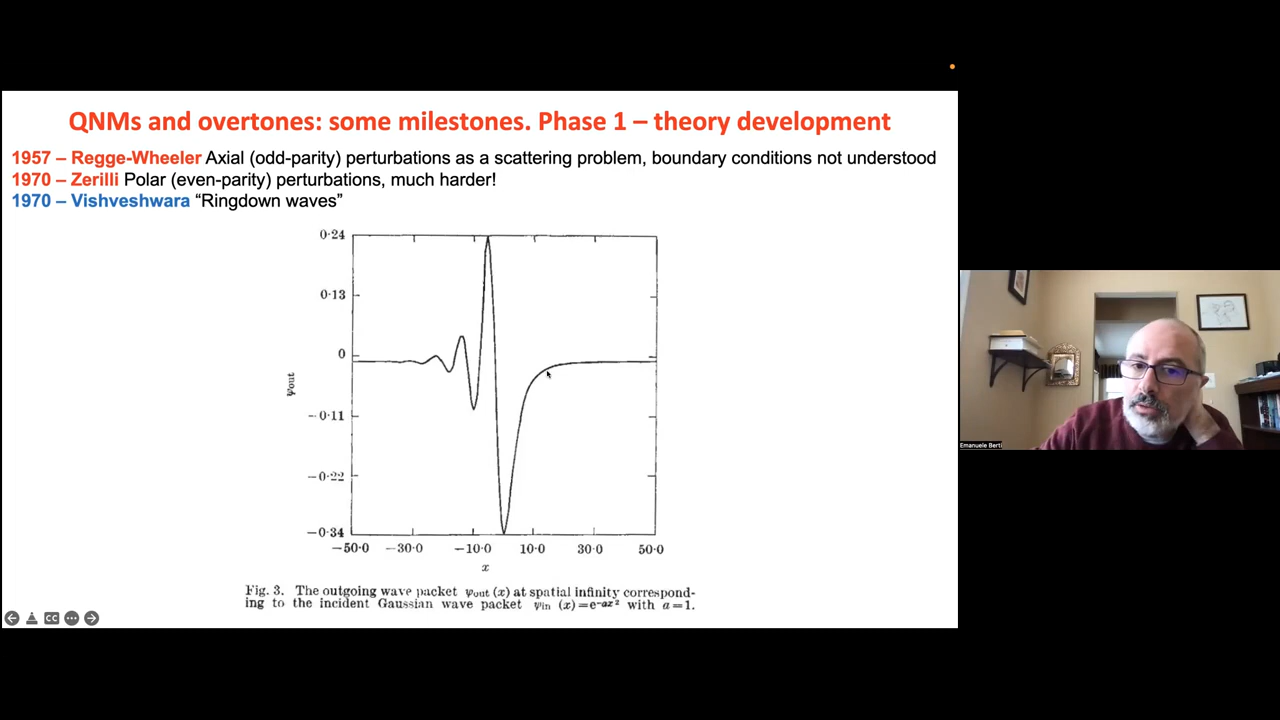 QNMs and overtones: some milestones. Phase 1 – theory development
1957 – Regge-Wheeler Axial (odd-parity) perturbations as a scattering problem, boundary conditions not understood
1970 – Zerilli Polar (even-parity) perturbations, much harder!
1970 – Vishveshwara “Ringdown waves”
0·24
0·13
0
−0·11
−0·22
−0·34
ψout
−50·0 −30·0 −10·0 10·0 30·0 50·0
x
Fig. 3. The outgoing wave packet ψout (x) at spatial infinity correspond-
ing to the incident Gaussian wave packet ψin (x)=e−ax² with a=1.
CC
Emanuele Berti